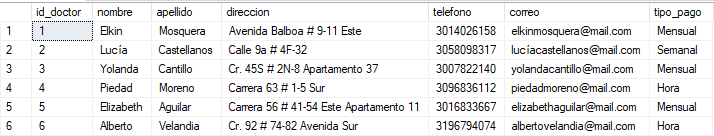 id_doctor nombre apellido direccion telefono correo tipo_pago
1 1 Elkin Mosquera Avenida Balboa # 9-11 Este 3014026158 elkinmosquera@mail.com Mensual
2 2 Lucía Castellanos Calle 9a # 4F-32 3058098317 lucíacastellanos@mail.com Semanal
3 3 Yolanda Cantillo Cr. 45S # 2N-8 Apartamento 37 3007822140 yolandacantillo@mail.com Mensual
4 4 Piedad Moreno Carrera 63 # 1-5 Sur 3096836112 piedadmoreno@mail.com Hora
5 5 Elizabeth Aguilar Carrera 56 # 41-54 Este Apartamento 11 3016833667 elizabethaguilar@mail.com Mensual
6 6 Alberto Velandia Cr. 92 # 74-82 Avenida Sur 3196794074 albertovelandia@mail.com Hora